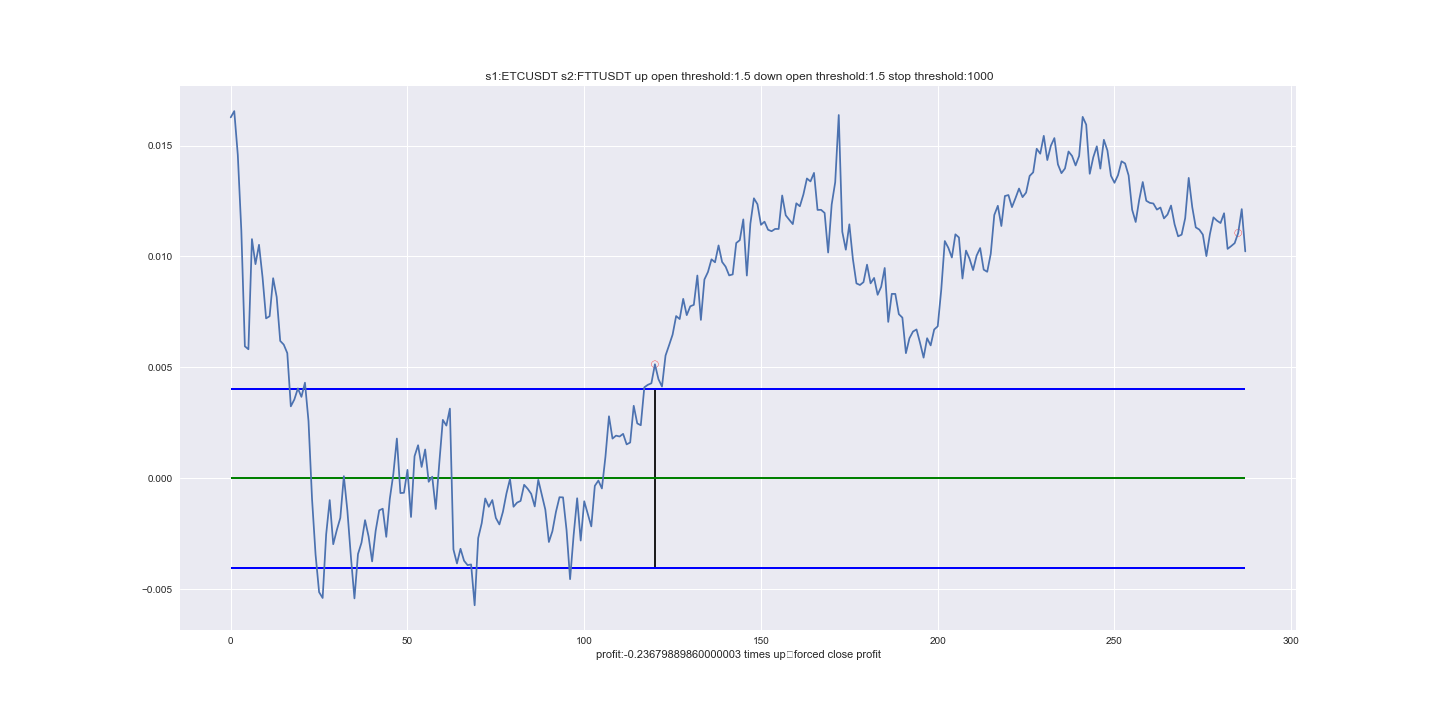 s1:ETCUSDT s2:FTTUSDT up open threshold:1.5 down open threshold:1.5 stop threshold:1000
0.015
0.010
0.005
0.000
−0.005
0 50 100 150 200 250 300
profit:-0.23679889860000003 times up□forced close profit